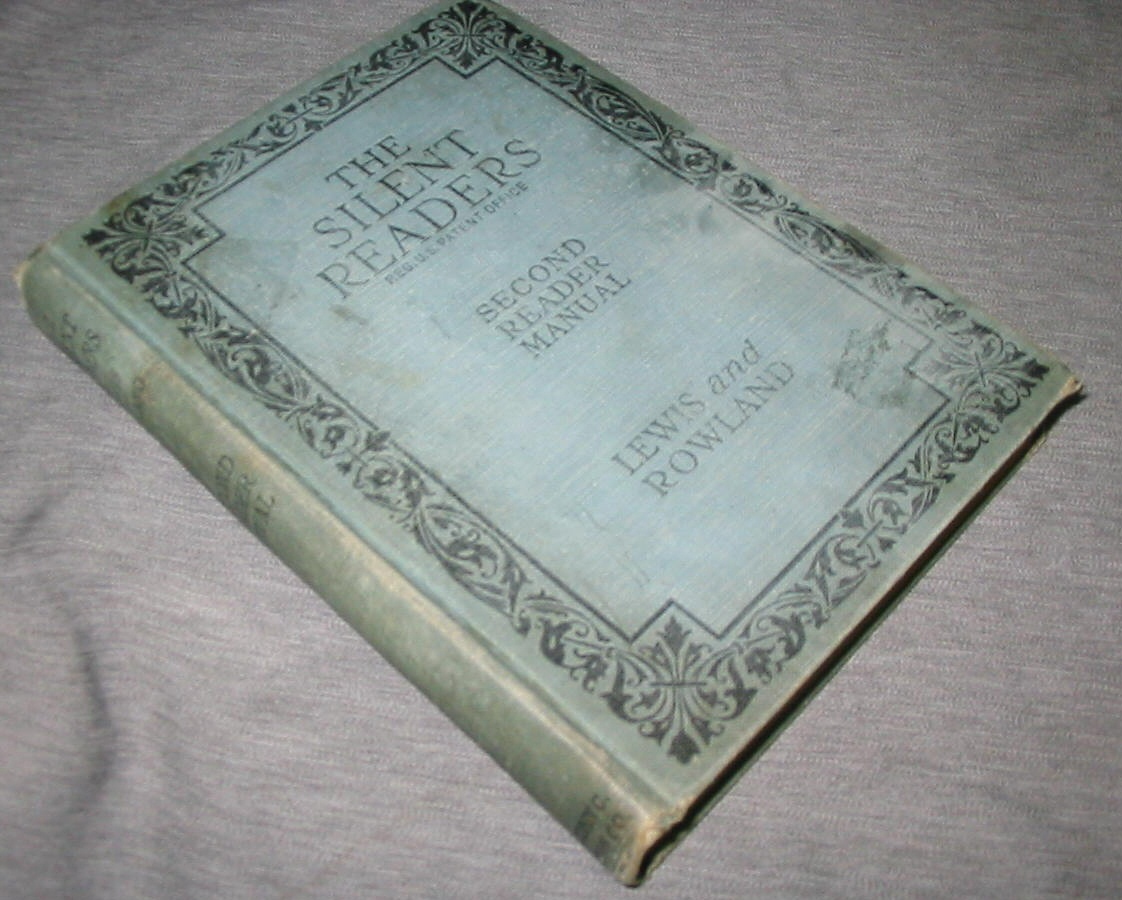 THE
SILENT
READERS
REG. U.S. PATENT OFFICE
SECOND
READER
MANUAL
LEWIS and
ROWLAND